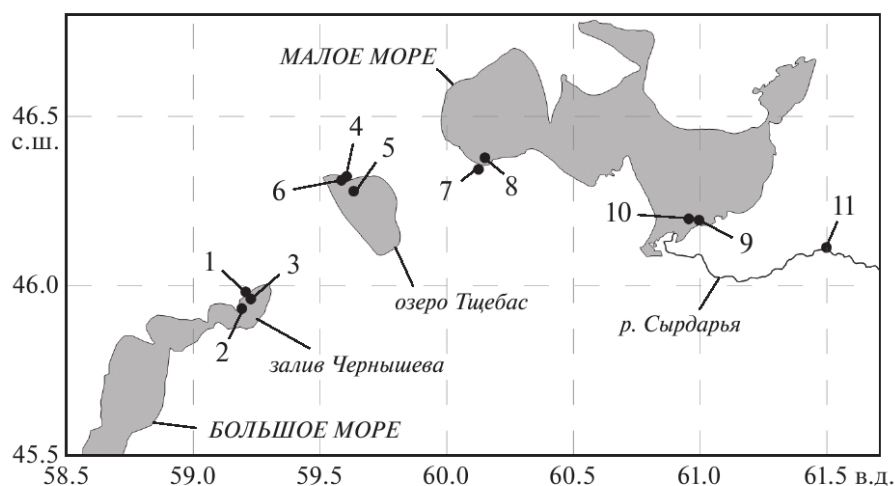 МАЛОЕ МОРЕ
46.5
с.ш.
4
5
6
7
8
10
9
11
1
3
46.0
2
озеро Тщебас
р. Сырдарья
залив Чернышева
БОЛЬШОЕ МОРЕ
45.5
58.5 59.0 59.5 60.0 60.5 61.0 61.5 в.д.